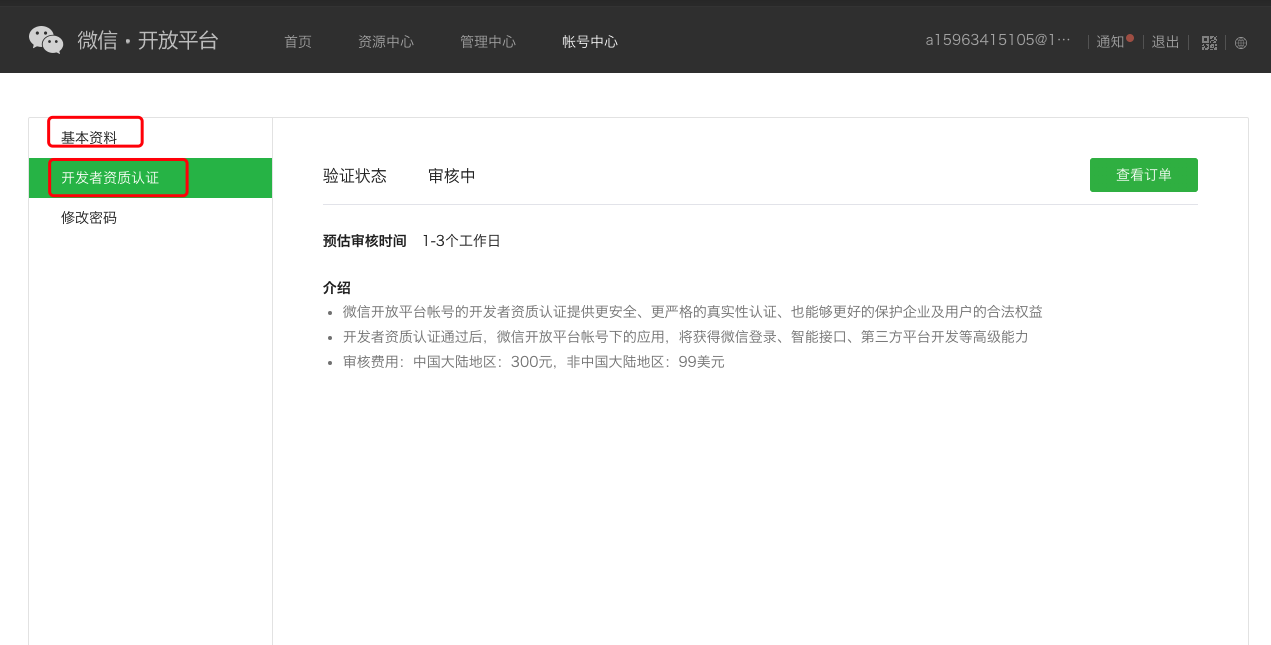 微信·开放平台 首页 资源中心 管理中心 帐号中心 a15963415105@1… 通知 退出
基本资料
开发者资质认证
修改密码
验证状态 审核中 查看订单
预估审核时间 1-3个工作日
介绍
微信开放平台帐号的开发者资质认证提供更安全、更严格的真实性认证、也能够更好的保护企业及用户的合法权益
开发者资质认证通过后，微信开放平台帐号下的应用，将获得微信登录、智能接口、第三方平台开发等高级能力
审核费用：中国大陆地区：300元，非中国大陆地区：99美元